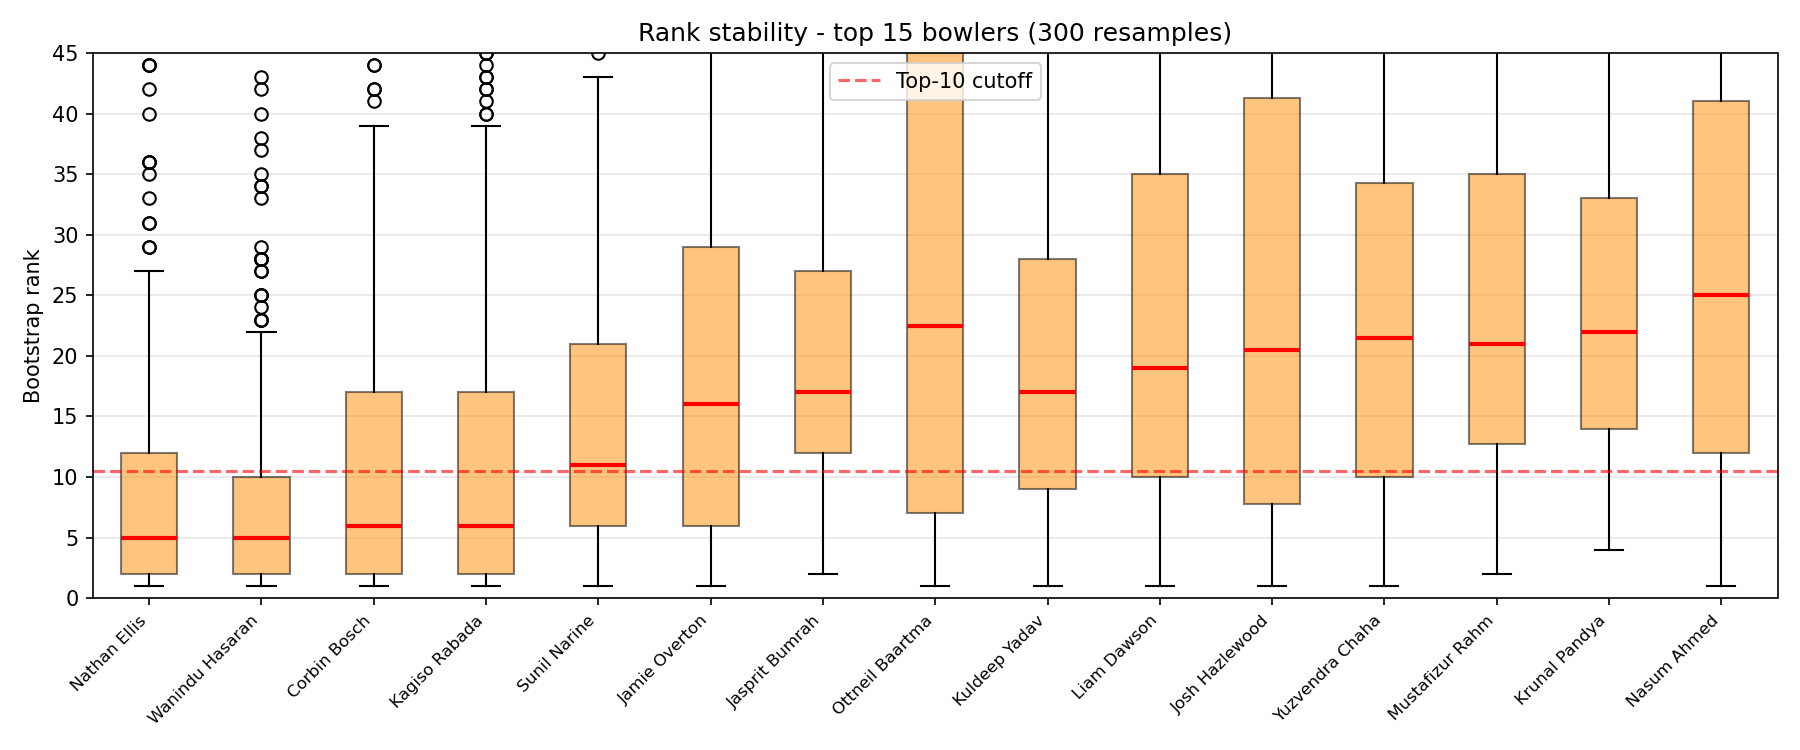 Rank stability - top 15 bowlers (300 resamples)
Top-10 cutoff
Bootstrap rank
45
40
35
30
25
20
15
10
5
0
Nathan Ellis
Wanindu Hasaran
Corbin Bosch
Kagiso Rabada
Sunil Narine
Jamie Overton
Jasprit Bumrah
Ottneil Baartma
Kuldeep Yadav
Liam Dawson
Josh Hazlewood
Yuzvendra Chaha
Mustafizur Rahm
Krunal Pandya
Nasum Ahmed